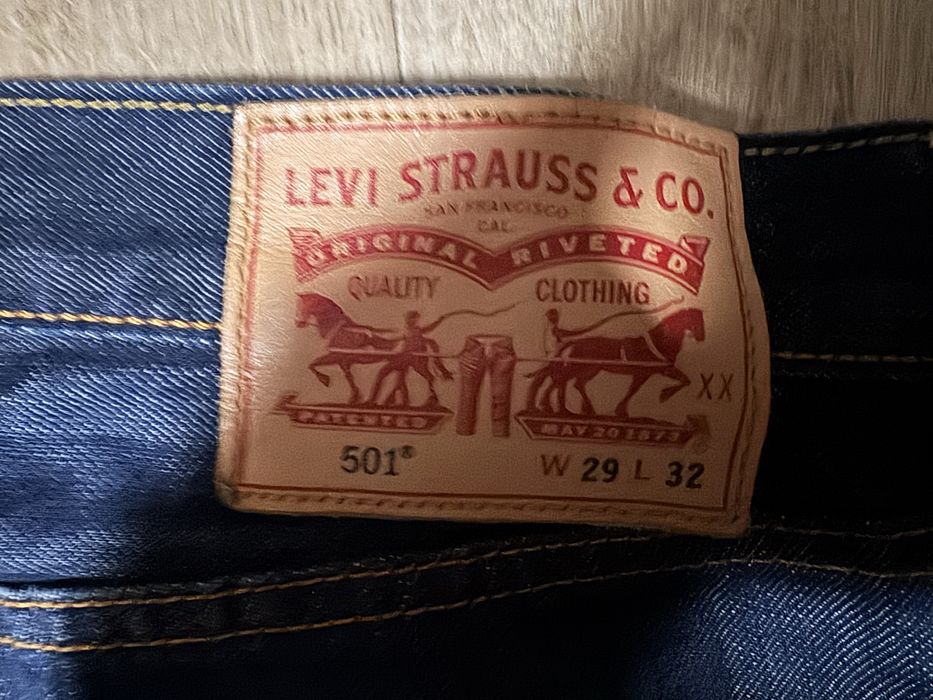 LEVI STRAUSS & CO.
SAN FRANCISCO
CAL.
ORIGINAL RIVETED
QUALITY CLOTHING
XX
PATENTED MAY 20 1873
501®
W 29 L 32